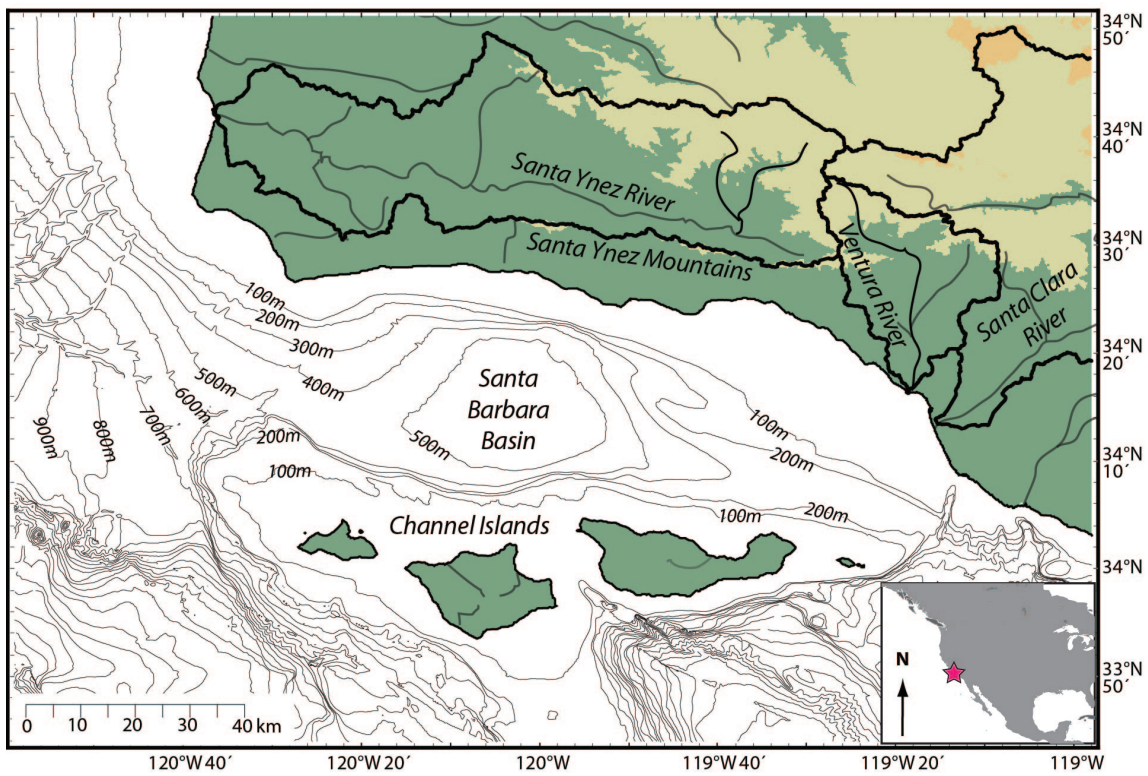 34°N
50´
34°N
40´
34°N
30´
34°N
20´
34°N
10´
34°N
33°N
50´
Santa Ynez River
Santa Ynez Mountains
Ventura River
Santa Clara
River
100m
200m
300m
400m
500m
600m
700m
800m
900m
Santa
Barbara
Basin
500m
200m
100m
100m
200m
100m
200m
Channel Islands
N
0 10 20 30 40 km
120°W 40
120°W 20
120°W
119°W 40
119°W 20
119°W